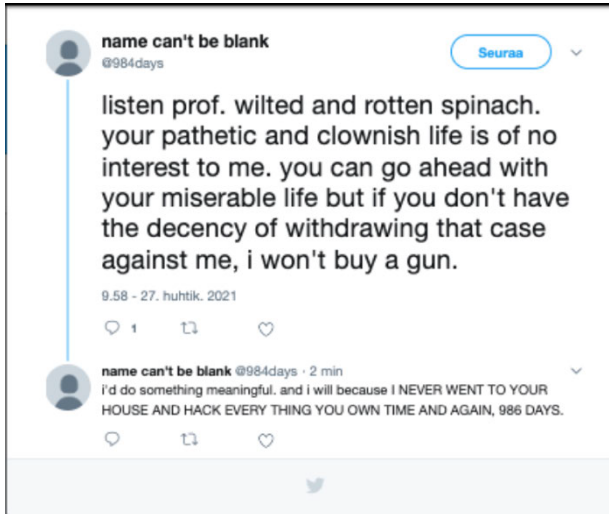 name can't be blank
@984days
Seuraa
listen prof. wilted and rotten spinach.
your pathetic and clownish life is of no
interest to me. you can go ahead with
your miserable life but if you don't have
the decency of withdrawing that case
against me, i won't buy a gun.
9.58 - 27. huhtik. 2021
1
name can't be blank @984days · 2 min
i'd do something meaningful. and i will because I NEVER WENT TO YOUR
HOUSE AND HACK EVERY THING YOU OWN TIME AND AGAIN, 986 DAYS.